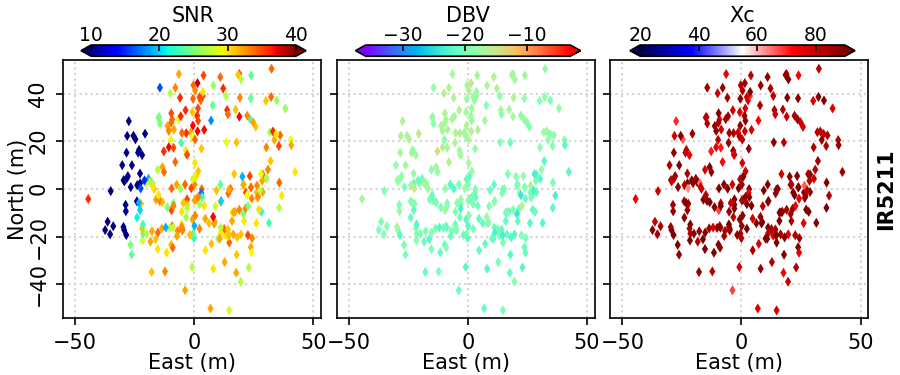 SNR DBV Xc
10 20 30 40 −30 −20 −10 20 40 60 80
North (m)
40
20
0
−20
−40
−50 0 50 −50 0 50 −50 0 50
East (m) East (m) East (m)
IR5211